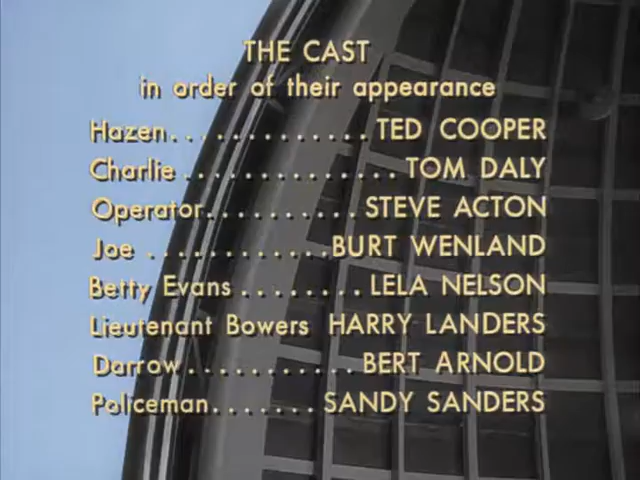 THE CAST
in order of their appearance
Hazen.............TED COOPER
Charlie..............TOM DALY
Operator..........STEVE ACTON
Joe............BURT WENLAND
Betty Evans........LELA NELSON
Lieutenant Bowers HARRY LANDERS
Darrow...........BERT ARNOLD
Policeman.......SANDY SANDERS